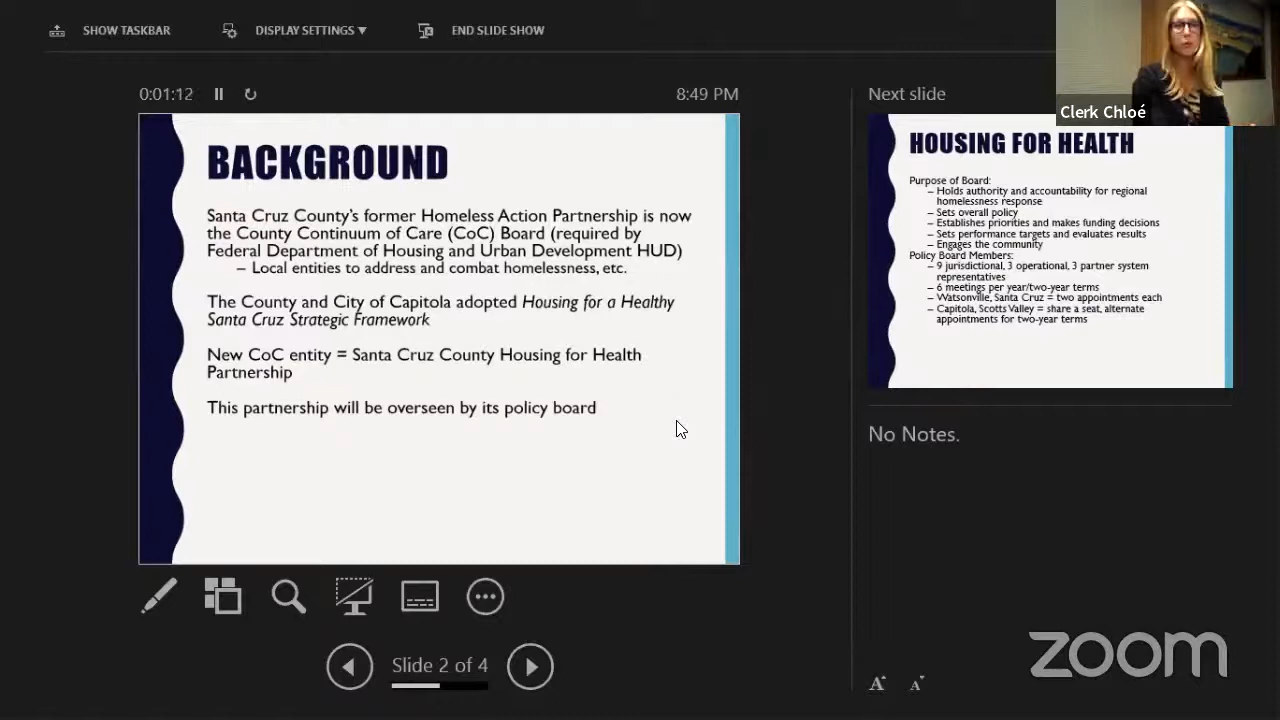 SHOW TASKBAR
DISPLAY SETTINGS ▼
END SLIDE SHOW
Clerk Chloé
0:01:12
8:49 PM
Next slide
BACKGROUND
Santa Cruz County's former Homeless Action Partnership is now
the County Continuum of Care (CoC) Board (required by
Federal Department of Housing and Urban Development HUD)
– Local entities to address and combat homelessness, etc.
The County and City of Capitola adopted Housing for a Healthy
Santa Cruz Strategic Framework
New CoC entity = Santa Cruz County Housing for Health
Partnership
This partnership will be overseen by its policy board
HOUSING FOR HEALTH
Purpose of Board:
– Holds authority and accountability for regional
homelessness response
– Sets overall policy
– Establishes priorities and makes funding decisions
– Sets performance targets and evaluates results
– Engages the community
Policy Board Members:
– 9 jurisdictional, 3 operational, 3 partner system
representatives
– 6 meetings per year/two-year terms
– Watsonville, Santa Cruz = two appointments each
– Capitola, Scotts Valley = share a seat, alternate
appointments for two-year terms
No Notes.
Slide 2 of 4
A A
zoom